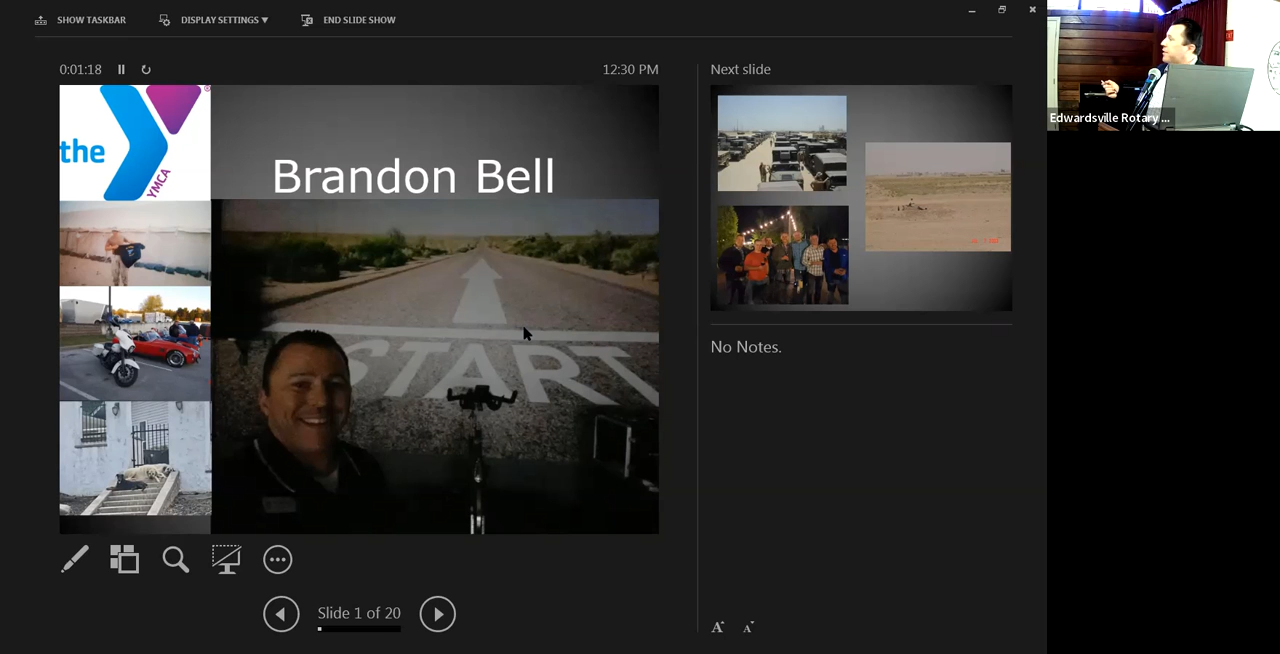 SHOW TASKBAR
DISPLAY SETTINGS ▼
END SLIDE SHOW
0:01:18
12:30 PM
Next slide
the
YMCA
®
Brandon Bell
START
Edwardsville Rotary ...
No Notes.
Slide 1 of 20
A
A